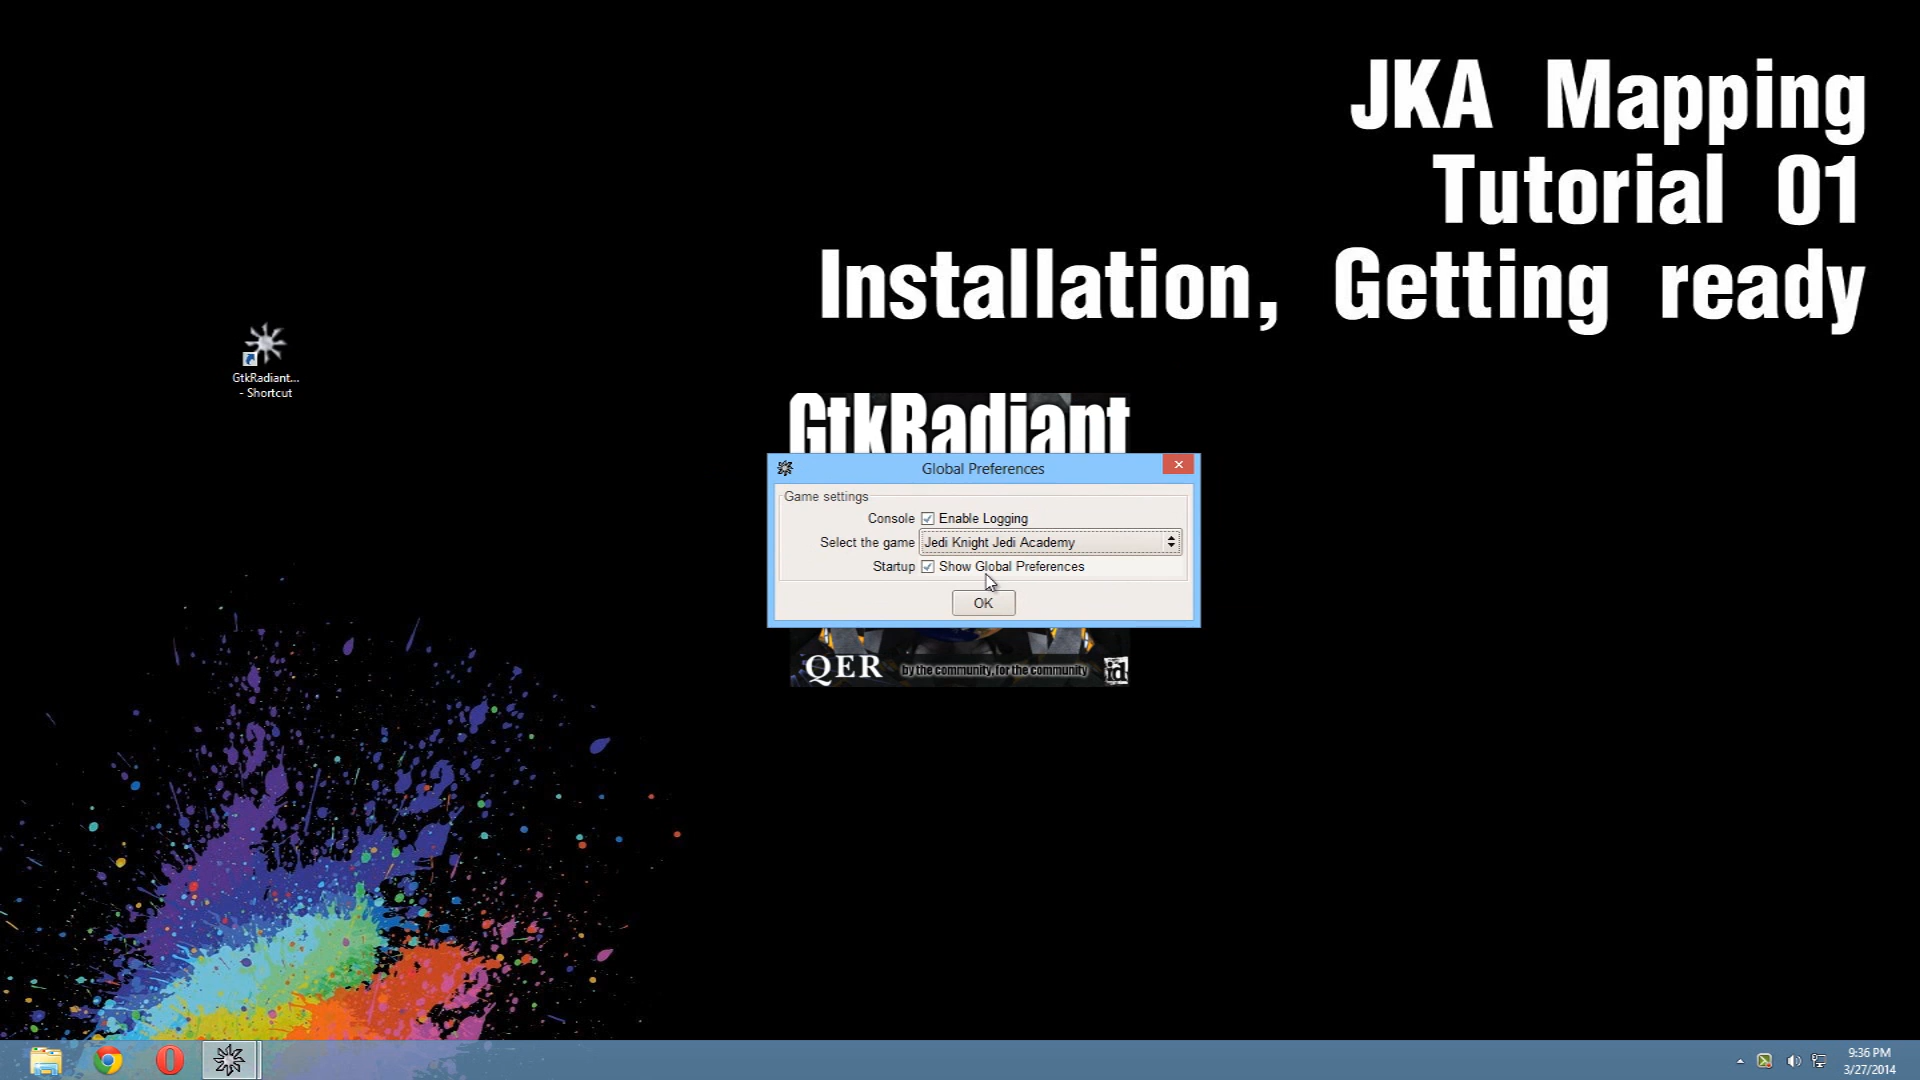 JKA Mapping
Tutorial 01
Installation, Getting ready
GtkRadiant...
- Shortcut
GtkRadiant
Global Preferences
Game settings
Console Enable Logging
Select the game Jedi Knight Jedi Academy
Startup Show Global Preferences
OK
QER by the community, for the community id
9:36 PM
3/27/2014